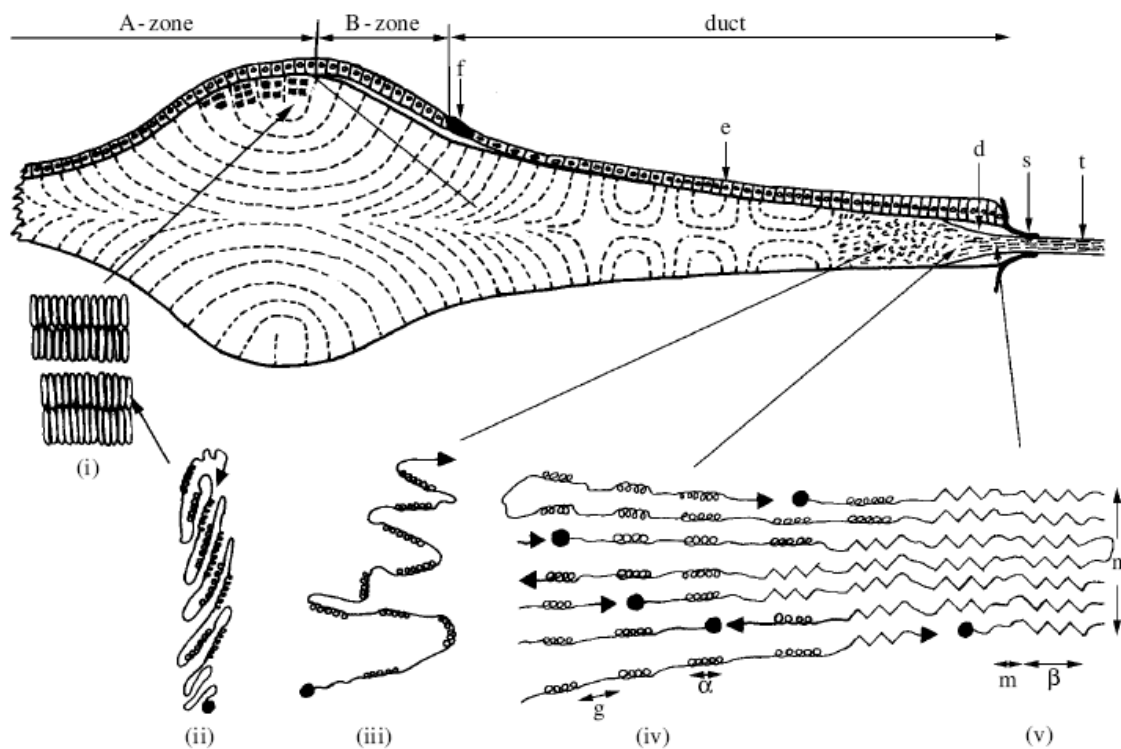 A - zone B - zone duct
f
e
d s t
(i)
n
α
g
m β
(ii) (iii) (iv) (v)